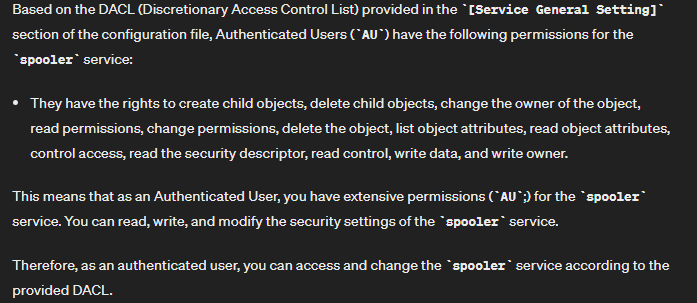 Based on the DACL (Discretionary Access Control List) provided in the `[Service General Setting]`
section of the configuration file, Authenticated Users (`AU`) have the following permissions for the
`spooler` service:
• They have the rights to create child objects, delete child objects, change the owner of the object,
read permissions, change permissions, delete the object, list object attributes, read object attributes,
control access, read the security descriptor, read control, write data, and write owner.
This means that as an Authenticated User, you have extensive permissions (`AU`;) for the `spooler`
service. You can read, write, and modify the security settings of the `spooler` service.
Therefore, as an authenticated user, you can access and change the `spooler` service according to the
provided DACL.